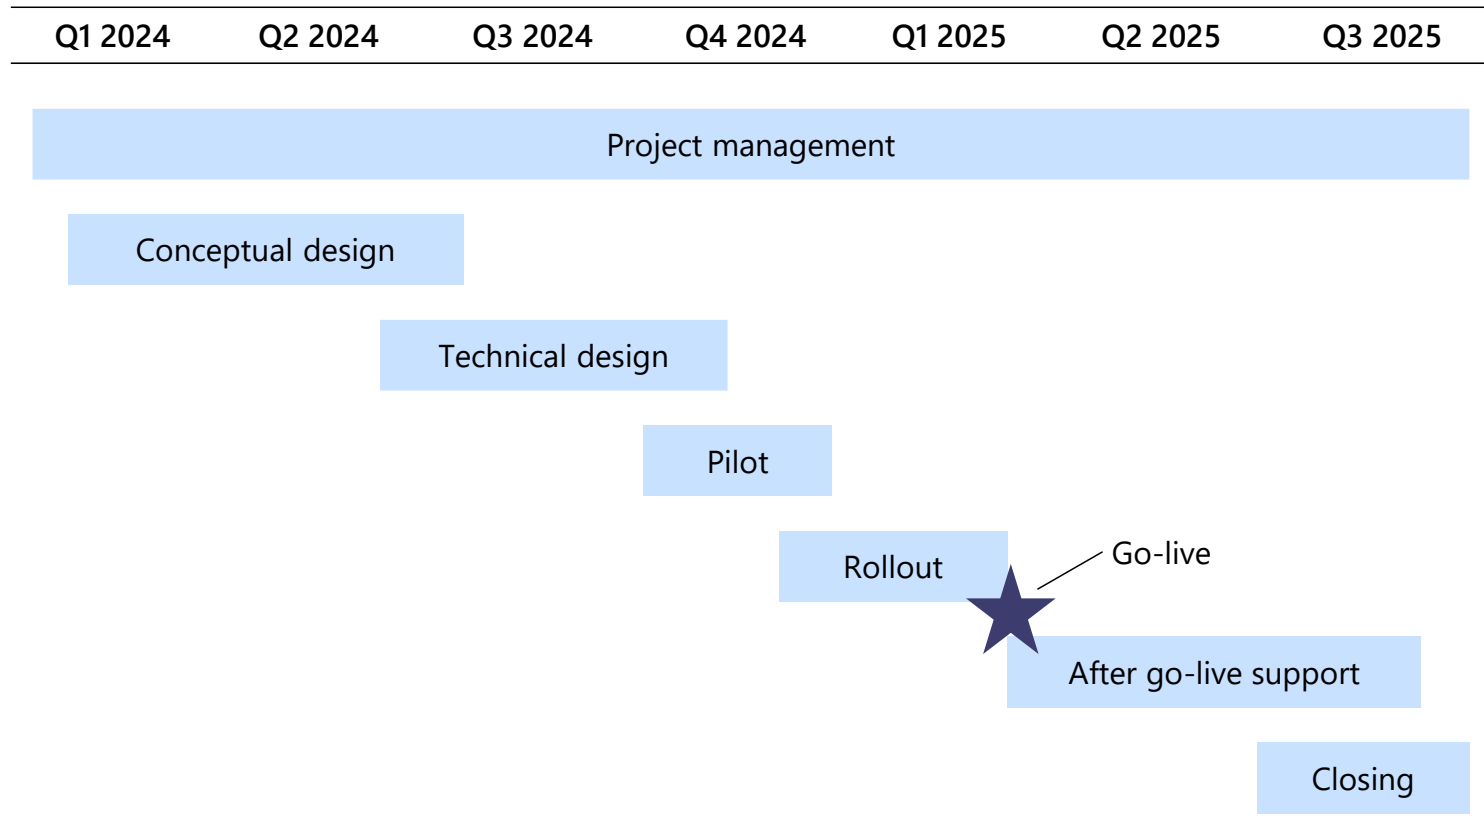 Q1 2024 Q2 2024 Q3 2024 Q4 2024 Q1 2025 Q2 2025 Q3 2025
Project management
Conceptual design
Technical design
Pilot
Go-live
Rollout
After go-live support
Closing